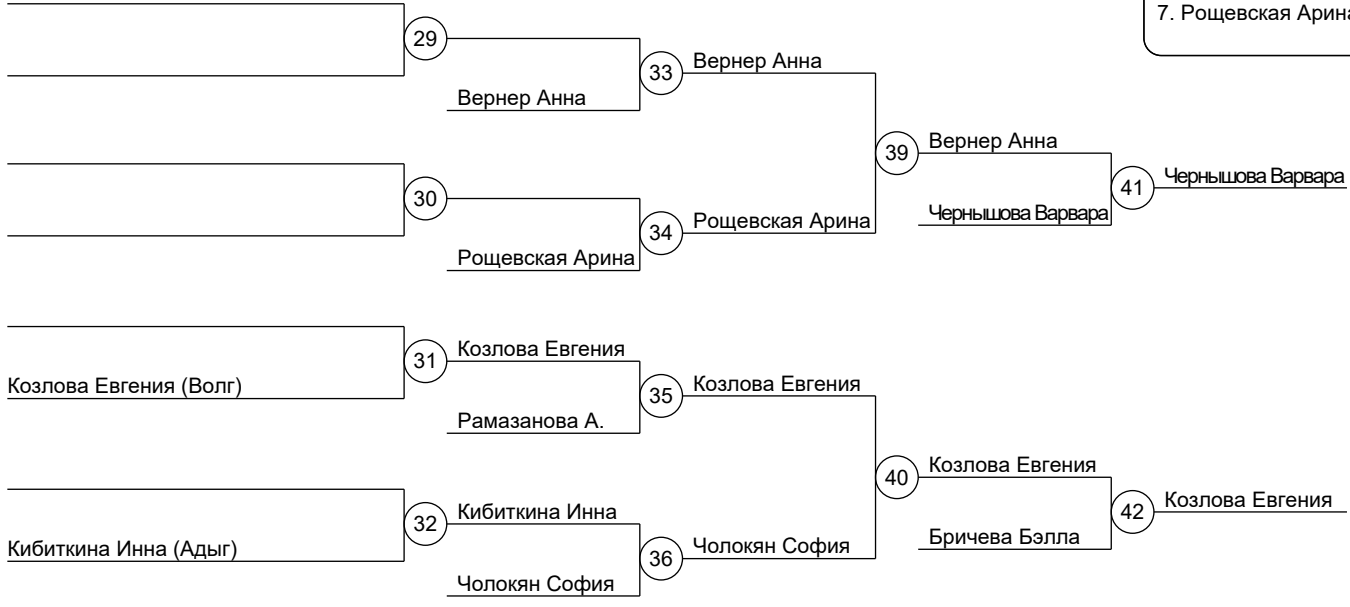 7. Рощевская Арина
29
33
Вернер Анна
Вернер Анна
39
Вернер Анна
41
Чернышова Варвара
30
Чернышова Варвара
34
Рощевская Арина
Рощевская Арина
31
Козлова Евгения
Козлова Евгения (Волг)
35
Козлова Евгения
Рамазанова А.
40
Козлова Евгения
42
Козлова Евгения
32
Кибиткина Инна
Бричева Бэлла
Кибиткина Инна (Адыг)
36
Чолокян София
Чолокян София